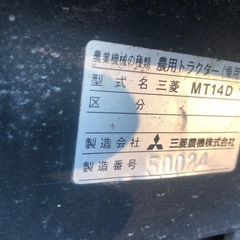 農業機械の種類 農用トラクター(乗用
型式名 三菱 MT14D
区分
製造会社 三菱農機株式会社
製造番号 50024